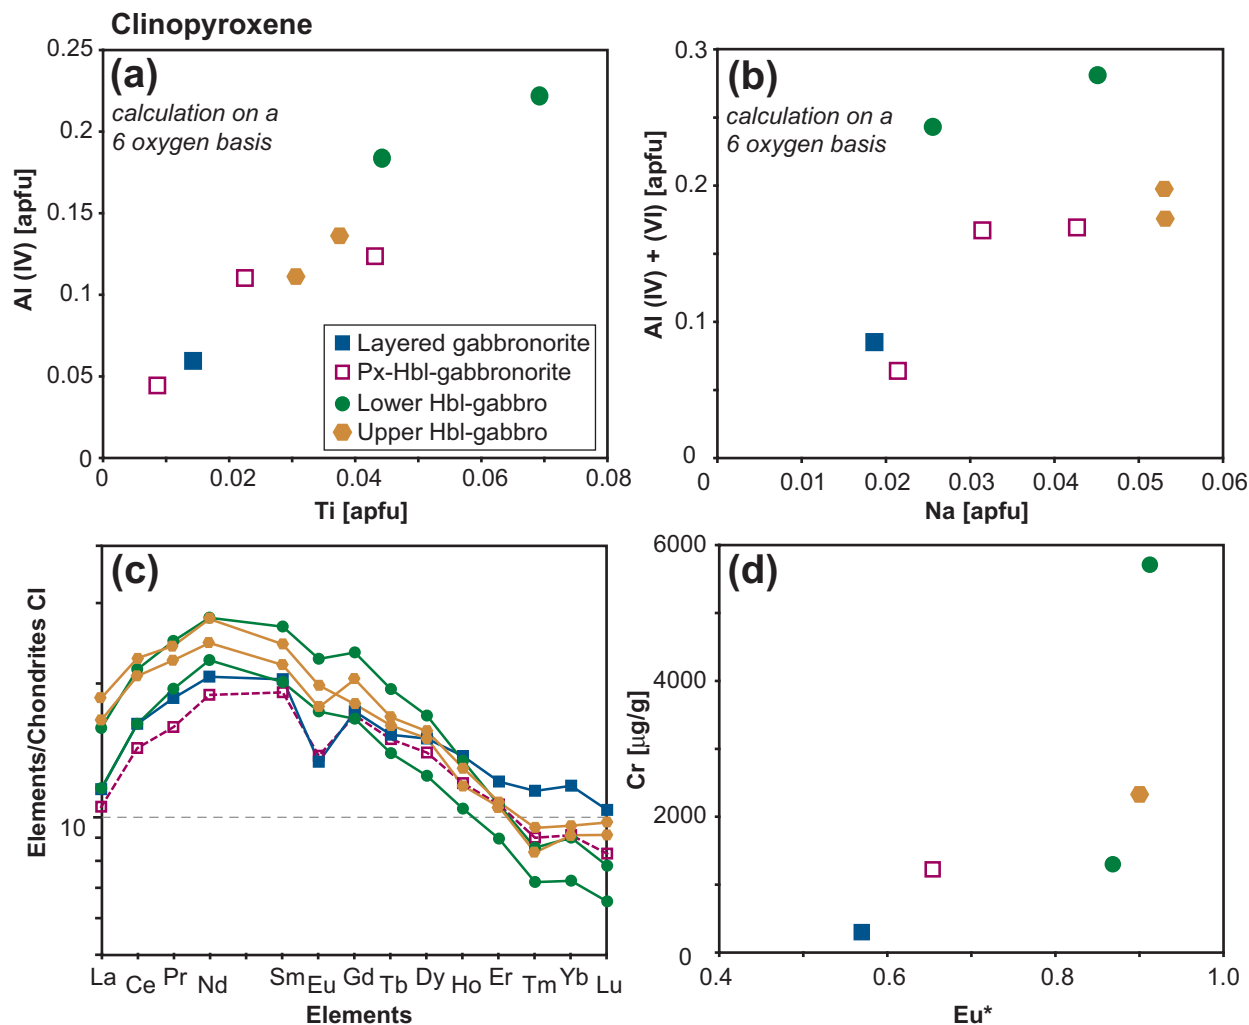 Clinopyroxene
(a)
calculation on a
6 oxygen basis
Al (IV) [apfu]
0.25
0.2
0.15
0.1
0.05
0
0
0.02
0.04
0.06
0.08
Ti [apfu]
Layered gabbronorite
Px-Hbl-gabbronorite
Lower Hbl-gabbro
Upper Hbl-gabbro
(b)
calculation on a
6 oxygen basis
Al (IV) + (VI) [apfu]
0.3
0.2
0.1
0
0
0.01
0.02
0.03
0.04
0.05
0.06
Na [apfu]
(c)
Elements/Chondrites CI
10
La
Ce
Pr
Nd
Sm
Eu
Gd
Tb
Dy
Ho
Er
Tm
Yb
Lu
Elements
(d)
Cr [µg/g]
6000
4000
2000
0
0.4
0.6
0.8
1.0
Eu*